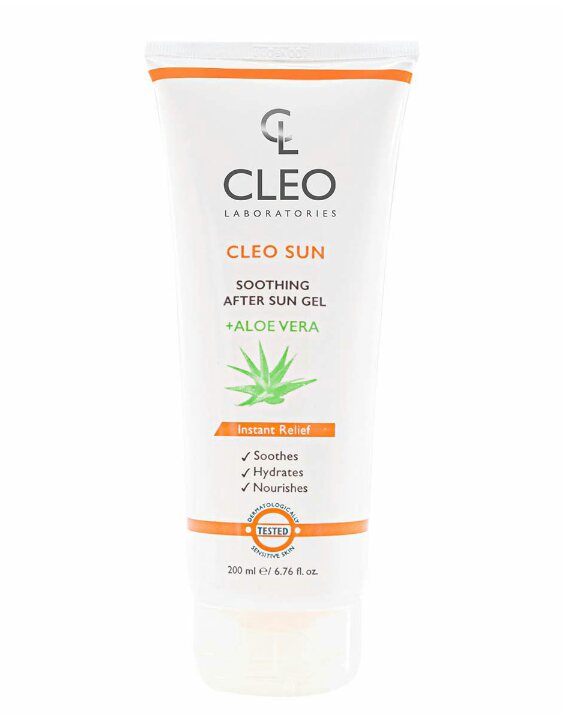 CL
CLEO
LABORATORIES
CLEO SUN
SOOTHING
AFTER SUN GEL
+ALOE VERA
Instant Relief
✓ Soothes
✓ Hydrates
✓ Nourishes
DERMATOLOGICALLY
TESTED
SENSITIVE SKIN
200 ml ℮/ 6.76 fl. oz.